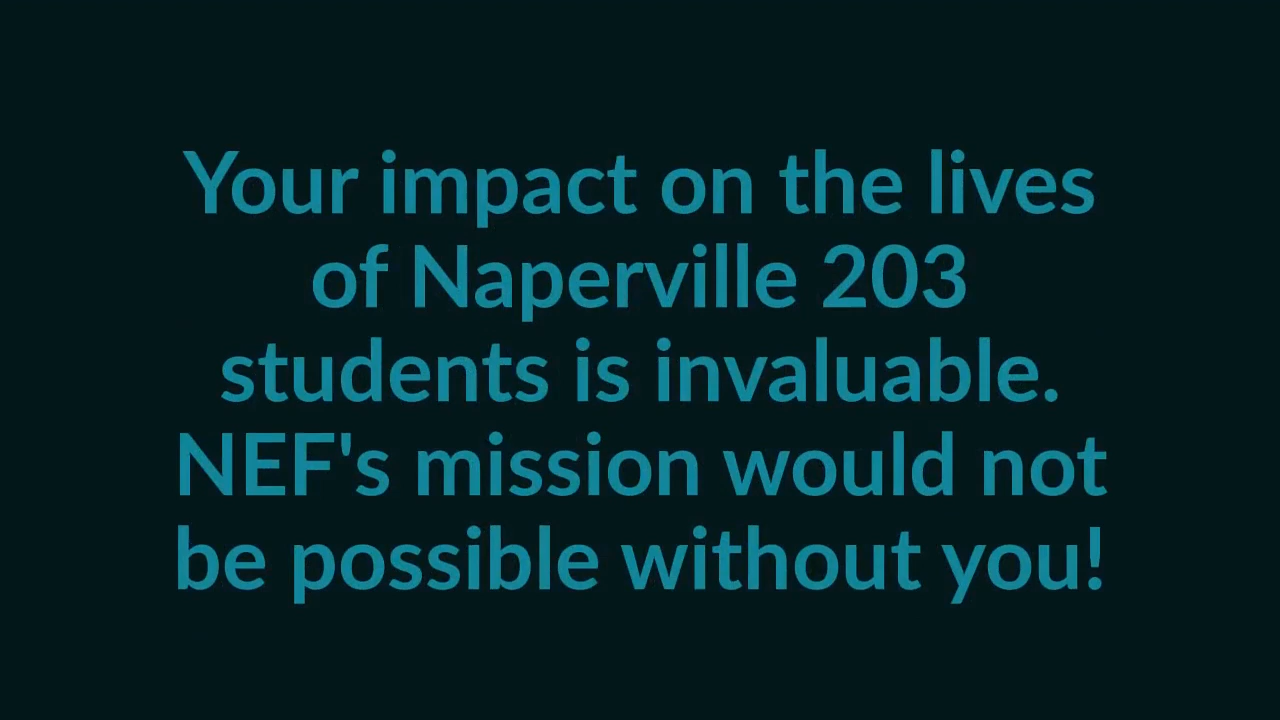 Your impact on the lives
of Naperville 203
students is invaluable.
NEF's mission would not
be possible without you!